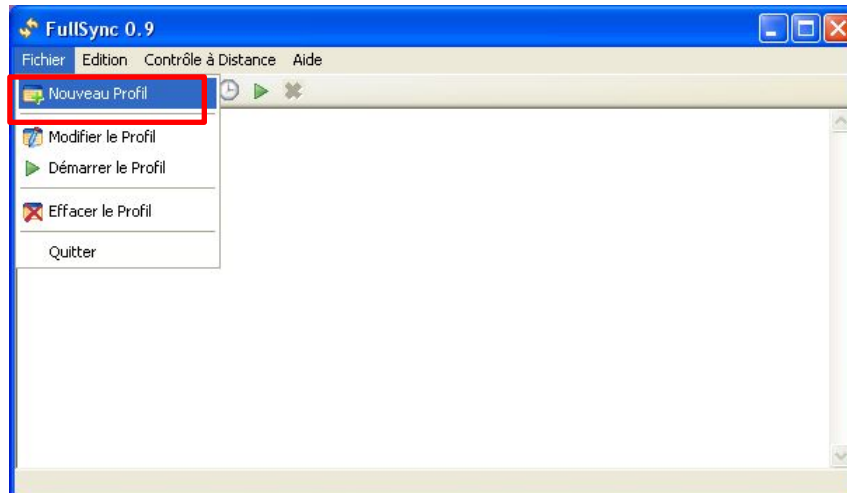 FullSync 0.9
Fichier Edition Contrôle à Distance Aide
Nouveau Profil
Modifier le Profil
Démarrer le Profil
Effacer le Profil
Quitter